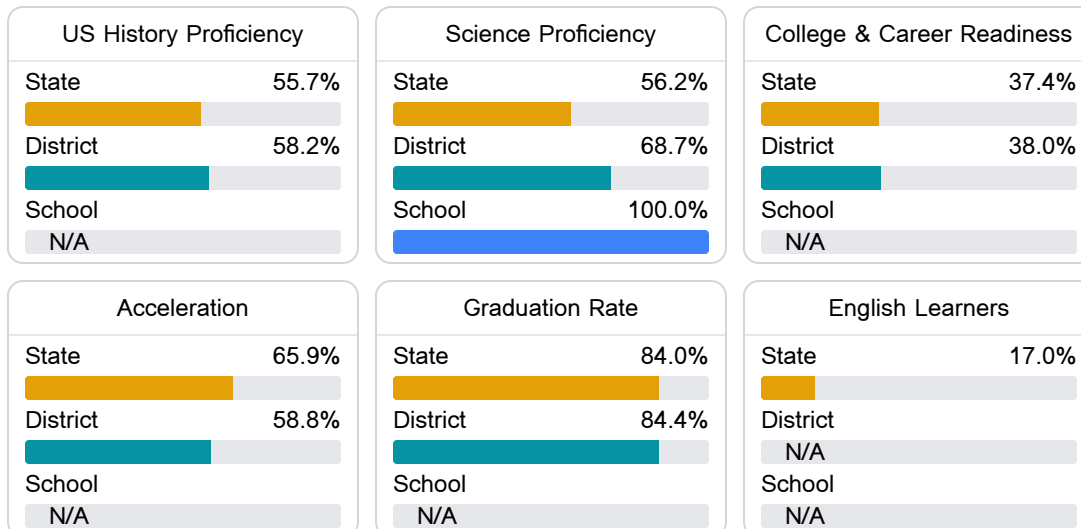 US History Proficiency
State 55.7%
District 58.2%
School
N/A
Science Proficiency
State 56.2%
District 68.7%
School 100.0%
College & Career Readiness
State 37.4%
District 38.0%
School
N/A
Acceleration
State 65.9%
District 58.8%
School
N/A
Graduation Rate
State 84.0%
District 84.4%
School
N/A
English Learners
State 17.0%
District
N/A
School
N/A